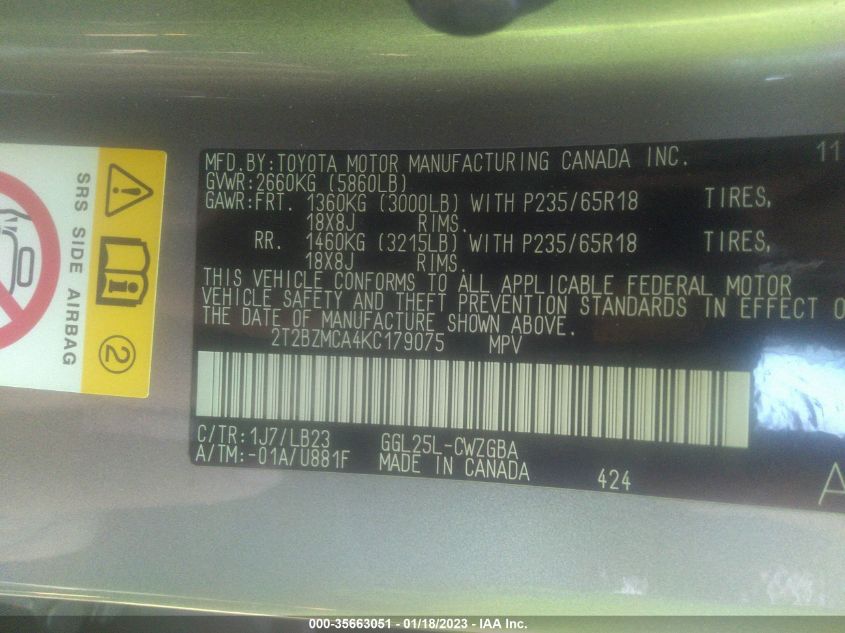 MFD.BY:TOYOTA MOTOR MANUFACTURING CANADA INC. 11
GVWR:2660KG (5860LB)
GAWR:FRT. 1360KG (3000LB) WITH P235/65R18 TIRES,
18X8J RIMS.
RR. 1460KG (3215LB) WITH P235/65R18 TIRES,
18X8J RIMS.
THIS VEHICLE CONFORMS TO ALL APPLICABLE FEDERAL MOTOR
VEHICLE SAFETY AND THEFT PREVENTION STANDARDS IN EFFECT O
THE DATE OF MANUFACTURE SHOWN ABOVE.
2T2BZMCA4KC179075 MPV
C/TR:1J7/LB23 GGL25L-CWZGBA
A/TM:-01A/U881F MADE IN CANADA 424
A
SRS SIDE AIRBAG
2
000-35663051 - 01/18/2023 - IAA Inc.